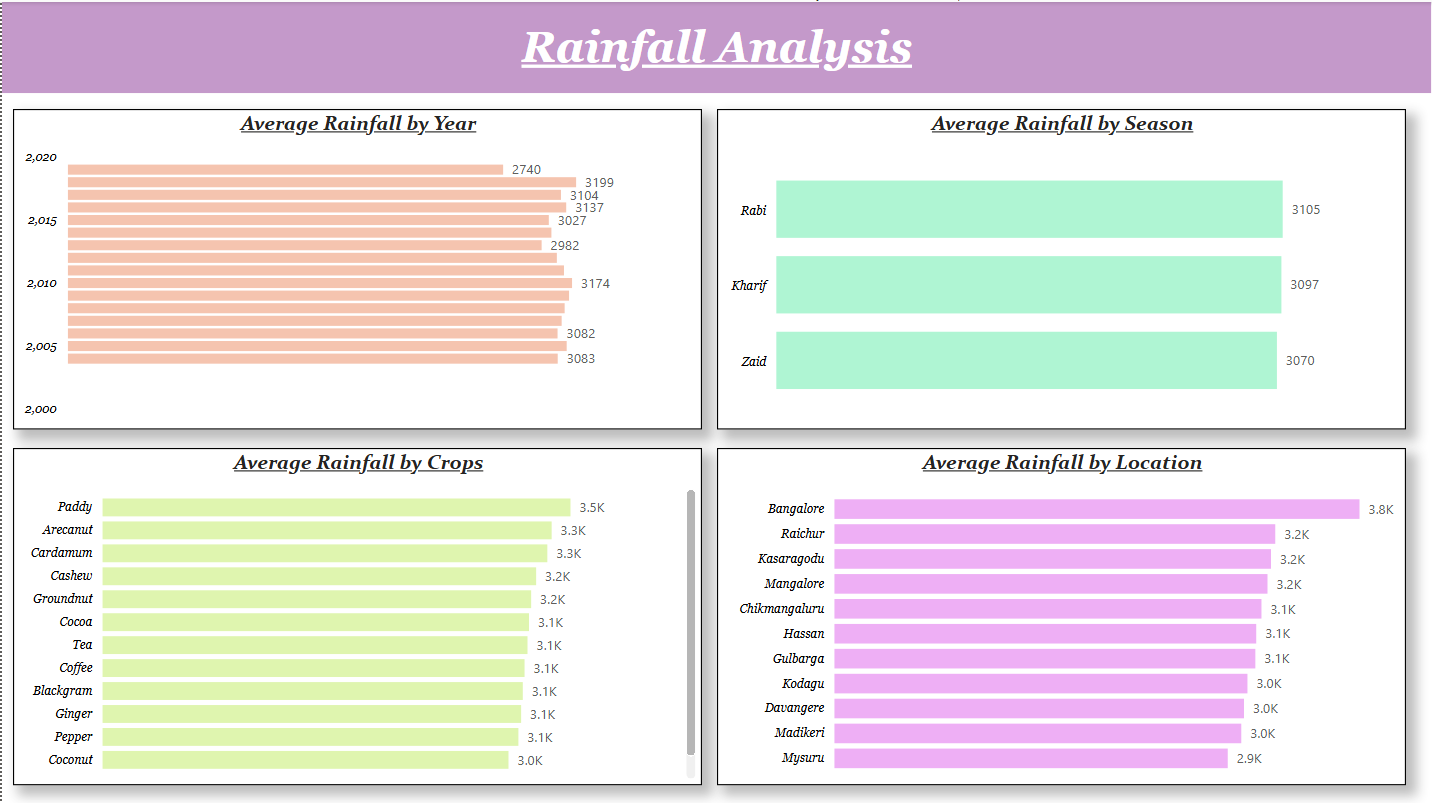 Rainfall Analysis
Average Rainfall by Year
2,020
2740
3199
3104
3137
2,015
3027
2982
2,010
3174
3082
2,005
3083
2,000
Average Rainfall by Season
Rabi 3105
Kharif 3097
Zaid 3070
Average Rainfall by Crops
Paddy 3.5K
Arecanut 3.3K
Cardamum 3.3K
Cashew 3.2K
Groundnut 3.2K
Cocoa 3.1K
Tea 3.1K
Coffee 3.1K
Blackgram 3.1K
Ginger 3.1K
Pepper 3.1K
Coconut 3.0K
Average Rainfall by Location
Bangalore 3.8K
Raichur 3.2K
Kasaragodu 3.2K
Mangalore 3.2K
Chikmangaluru 3.1K
Hassan 3.1K
Gulbarga 3.1K
Kodagu 3.0K
Davangere 3.0K
Madikeri 3.0K
Mysuru 2.9K